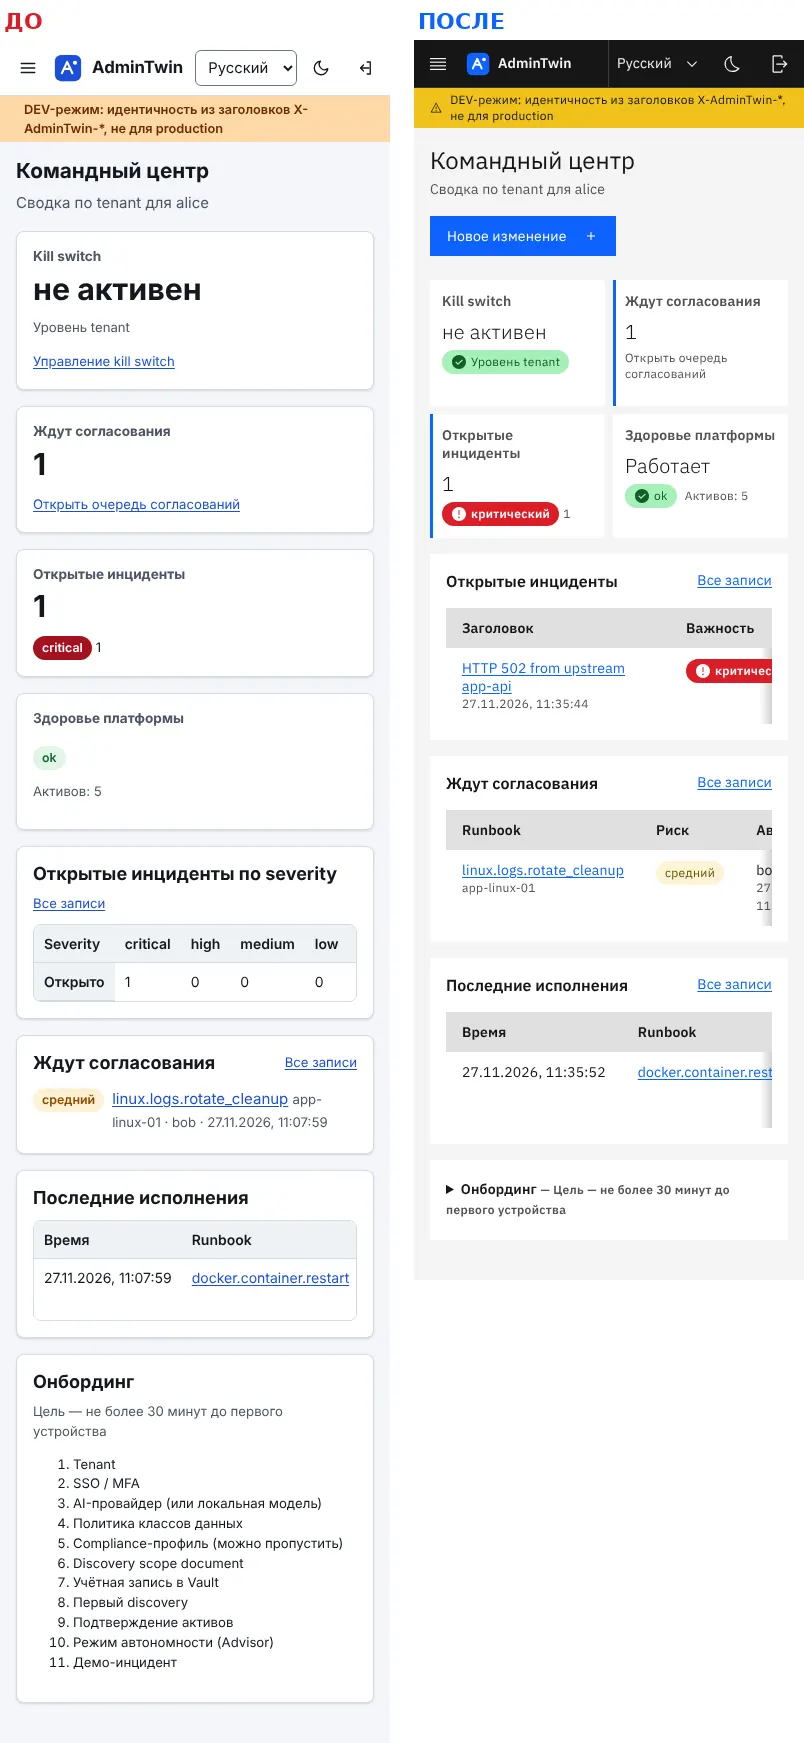 ДО
AdminTwin
Русский
DEV-режим: идентичность из заголовков X-
AdminTwin-*, не для production
Командный центр
Сводка по tenant для alice
Kill switch
не активен
Уровень tenant
Управление kill switch
Ждут согласования
1
Открыть очередь согласований
Открытые инциденты
1
critical 1
Здоровье платформы
ok
Активов: 5
Открытые инциденты по severity
Все записи
Severity critical high medium low
Открыто 1 0 0 0
Ждут согласования Все записи
средний linux.logs.rotate_cleanup app-
linux-01 · bob · 27.11.2026, 11:07:59
Последние исполнения
Время Runbook
27.11.2026, 11:07:59 docker.container.restart
Онбординг
Цель — не более 30 минут до первого
устройства
1. Tenant
2. SSO / MFA
3. AI-провайдер (или локальная модель)
4. Политика классов данных
5. Compliance-профиль (можно пропустить)
6. Discovery scope document
7. Учётная запись в Vault
8. Первый discovery
9. Подтверждение активов
10. Режим автономности (Advisor)
11. Демо-инцидент
ПОСЛЕ
AdminTwin
Русский
DEV-режим: идентичность из заголовков X-AdminTwin-*,
не для production
Командный центр
Сводка по tenant для alice
Новое изменение +
Kill switch
не активен
Уровень tenant
Ждут согласования
1
Открыть очередь
согласований
Открытые
инциденты
1
критический 1
Здоровье платформы
Работает
ok Активов: 5
Открытые инциденты Все записи
Заголовок Важность
HTTP 502 from upstream
app-api
критичес
27.11.2026, 11:35:44
Ждут согласования Все записи
Runbook Риск Ав
linux.logs.rotate_cleanup средний bo
app-linux-01 27
11
Последние исполнения Все записи
Время Runbook
27.11.2026, 11:35:52 docker.container.rest
Онбординг — Цель — не более 30 минут до
первого устройства